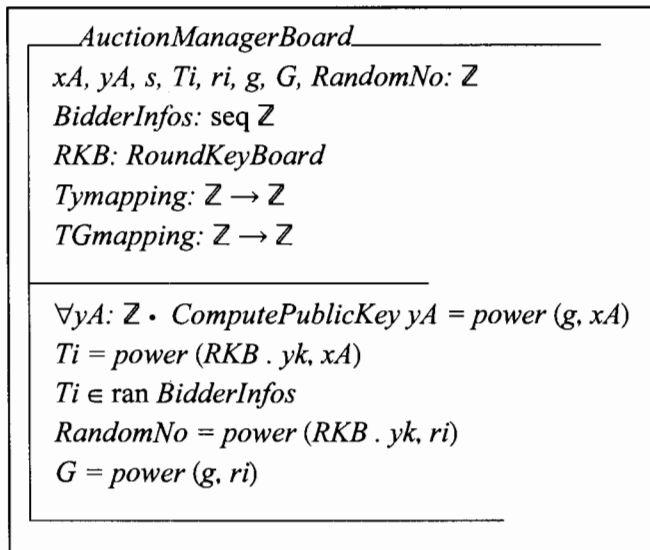 AuctionManagerBoard
xA, yA, s, Ti, ri, g, G, RandomNo: ℤ
BidderInfos: seq ℤ
RKB: RoundKeyBoard
Tymapping: ℤ → ℤ
TGmapping: ℤ → ℤ
∀yA: ℤ • ComputePublicKey yA = power (g, xA)
Ti = power (RKB . yk, xA)
Ti ∈ ran BidderInfos
RandomNo = power (RKB . yk, ri)
G = power (g, ri)